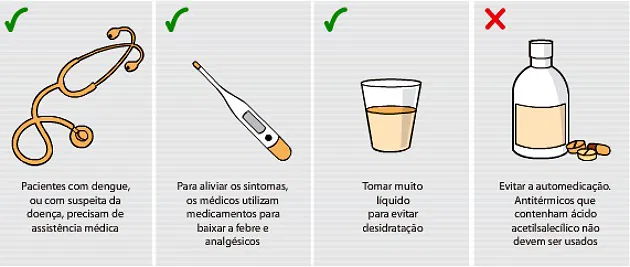 Pacientes com dengue,
ou com suspeita da
doença, precisam de
assistência médica
Para aliviar os sintomas,
os médicos utilizam
medicamentos para
baixar a febre e
analgésicos
Tomar muito
líquido
para evitar
desidratação
Evitar a automedicação.
Antitérmicos que
contenham ácido
acetilsalecílico não
devem ser usados